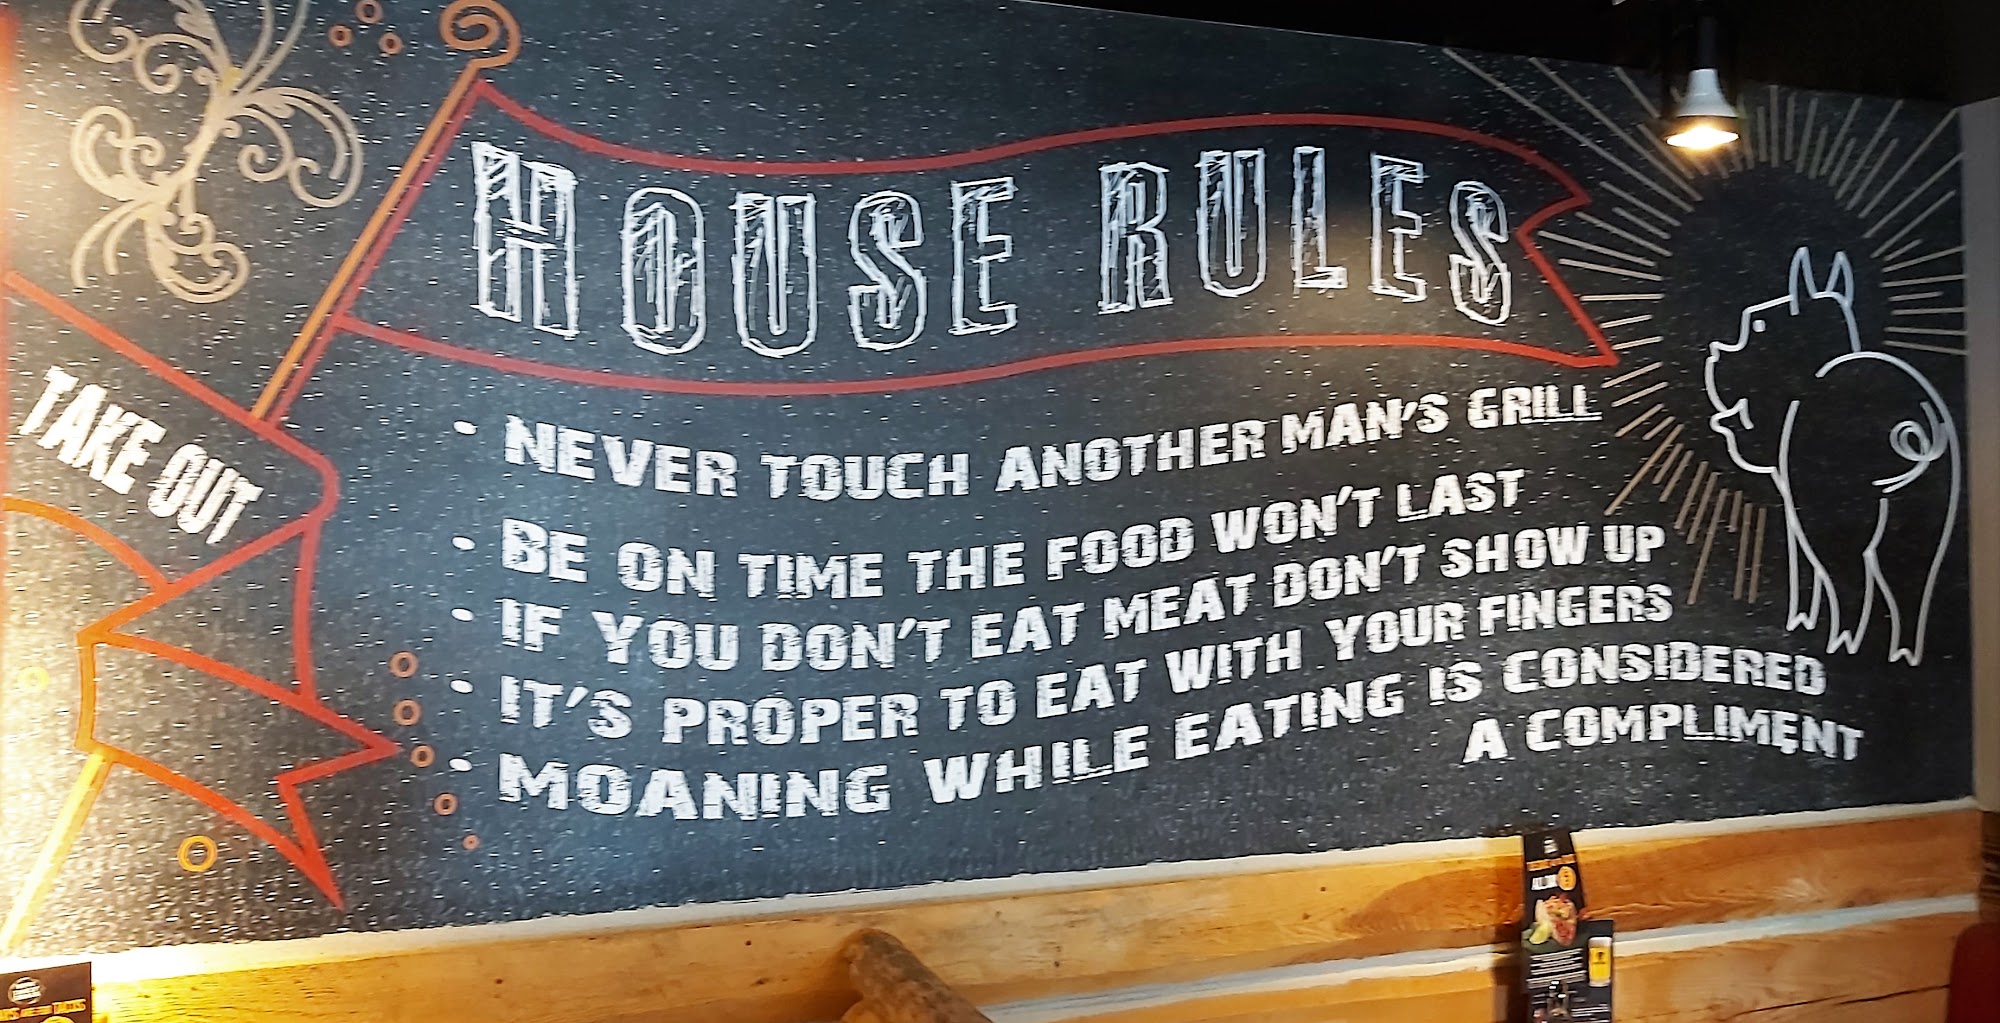 HOUSE RULES
TAKE OUT
- NEVER TOUCH ANOTHER MAN'S GRILL
- BE ON TIME THE FOOD WON'T LAST
- IF YOU DON'T EAT MEAT DON'T SHOW UP
- IT'S PROPER TO EAT WITH YOUR FINGERS
- MOANING WHILE EATING IS CONSIDERED
A COMPLIMENT